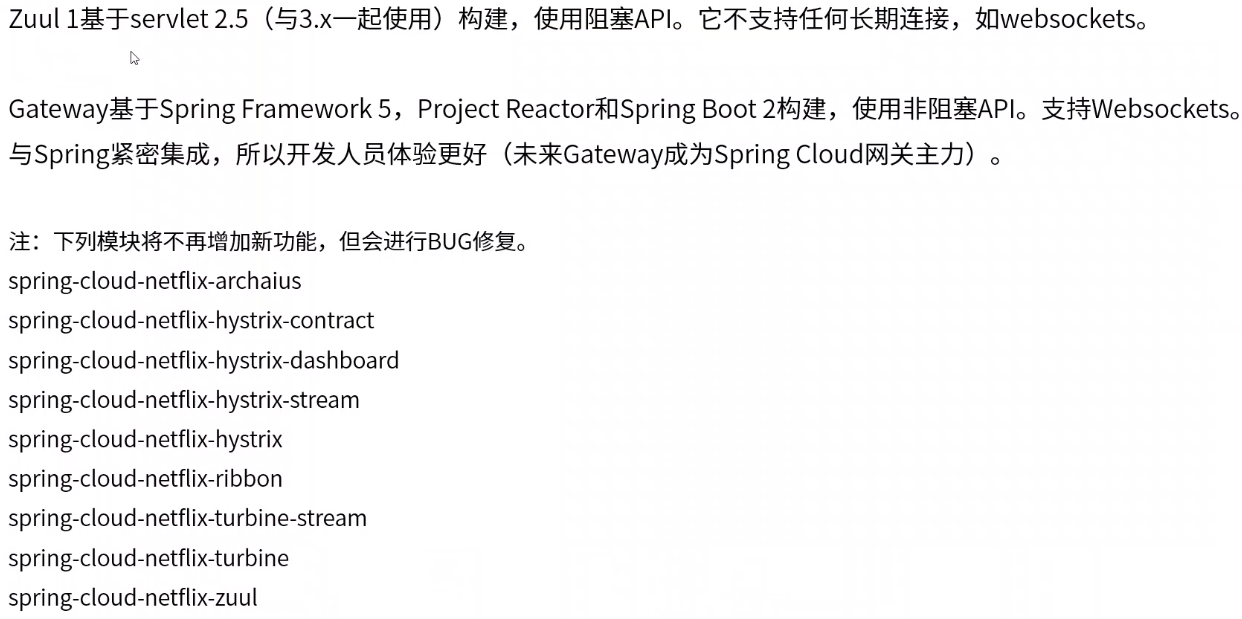 Zuul 1基于servlet 2.5（与3.x一起使用）构建，使用阻塞API。它不支持任何长期连接，如websockets。
Gateway基于Spring Framework 5，Project Reactor和Spring Boot 2构建，使用非阻塞API。支持Websockets。
与Spring紧密集成，所以开发人员体验更好（未来Gateway成为Spring Cloud网关主力）。
注：下列模块将不再增加新功能，但会进行BUG修复。
spring-cloud-netflix-archaius
spring-cloud-netflix-hystrix-contract
spring-cloud-netflix-hystrix-dashboard
spring-cloud-netflix-hystrix-stream
spring-cloud-netflix-hystrix
spring-cloud-netflix-ribbon
spring-cloud-netflix-turbine-stream
spring-cloud-netflix-turbine
spring-cloud-netflix-zuul